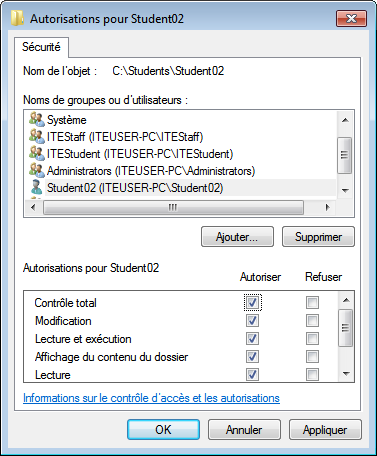 Autorisations pour Student02
Sécurité
Nom de l'objet : C:\Students\Student02
Noms de groupes ou d'utilisateurs :
Système
ITEStaff (ITEUSER-PC\ITEStaff)
ITEStudent (ITEUSER-PC\ITEStudent)
Administrators (ITEUSER-PC\Administrators)
Student02 (ITEUSER-PC\Student02)
Ajouter... Supprimer
Autorisations pour Student02 Autoriser Refuser
Contrôle total
Modification
Lecture et exécution
Affichage du contenu du dossier
Lecture
Informations sur le contrôle d'accès et les autorisations
OK Annuler Appliquer